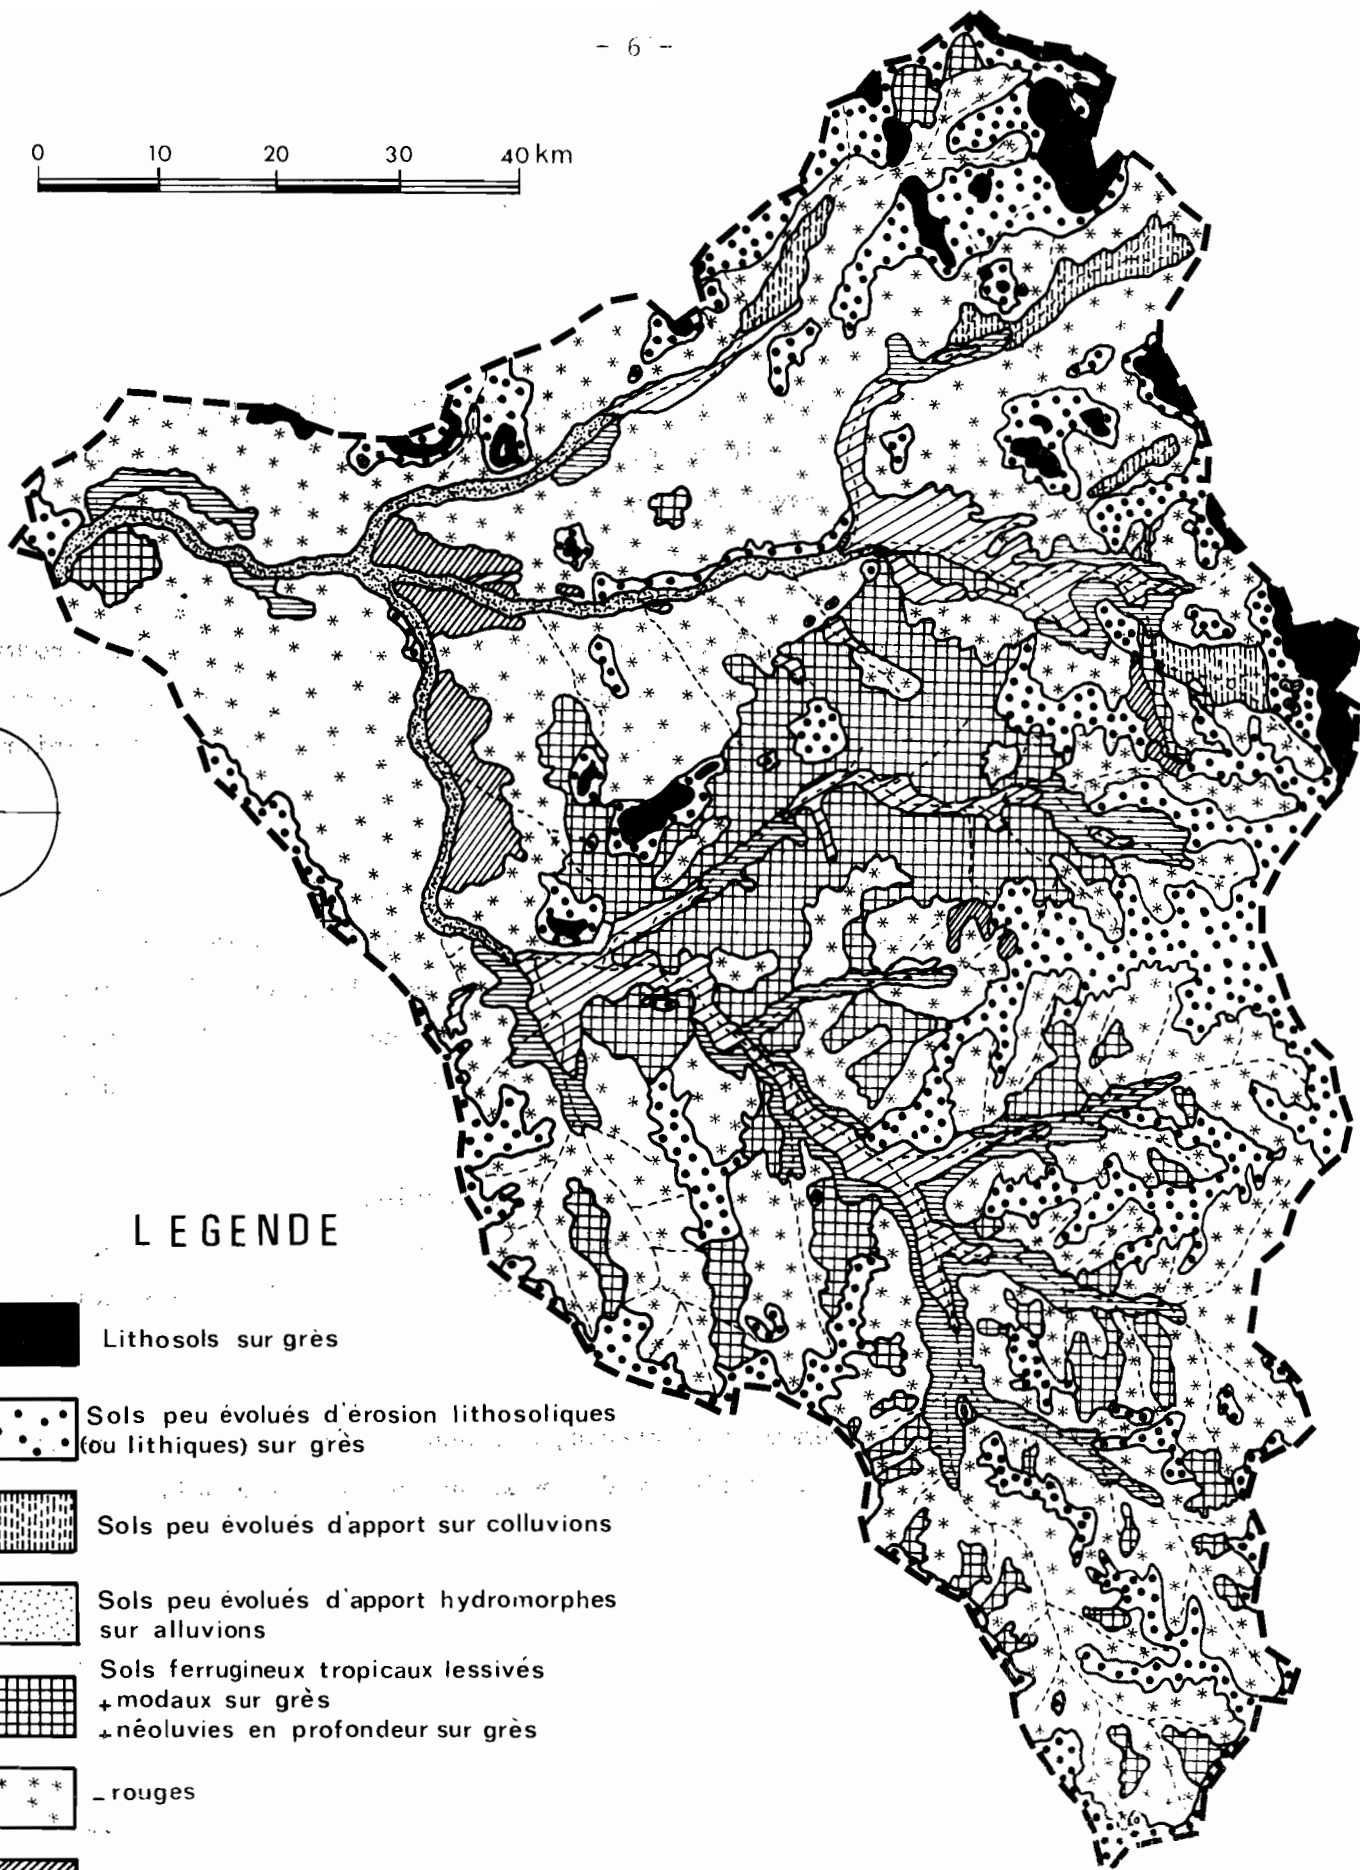 - 6 -
0 10 20 30 40 km
LEGENDE
Lithosols sur grès
Sols peu évolués d'érosion lithosoliques
(ou lithiques) sur grès
Sols peu évolués d'apport sur colluvions
Sols peu évolués d'apport hydromorphes
sur alluvions
Sols ferrugineux tropicaux lessivés
+ modaux sur grès
+ néoluvies en profondeur sur grès
_ rouges